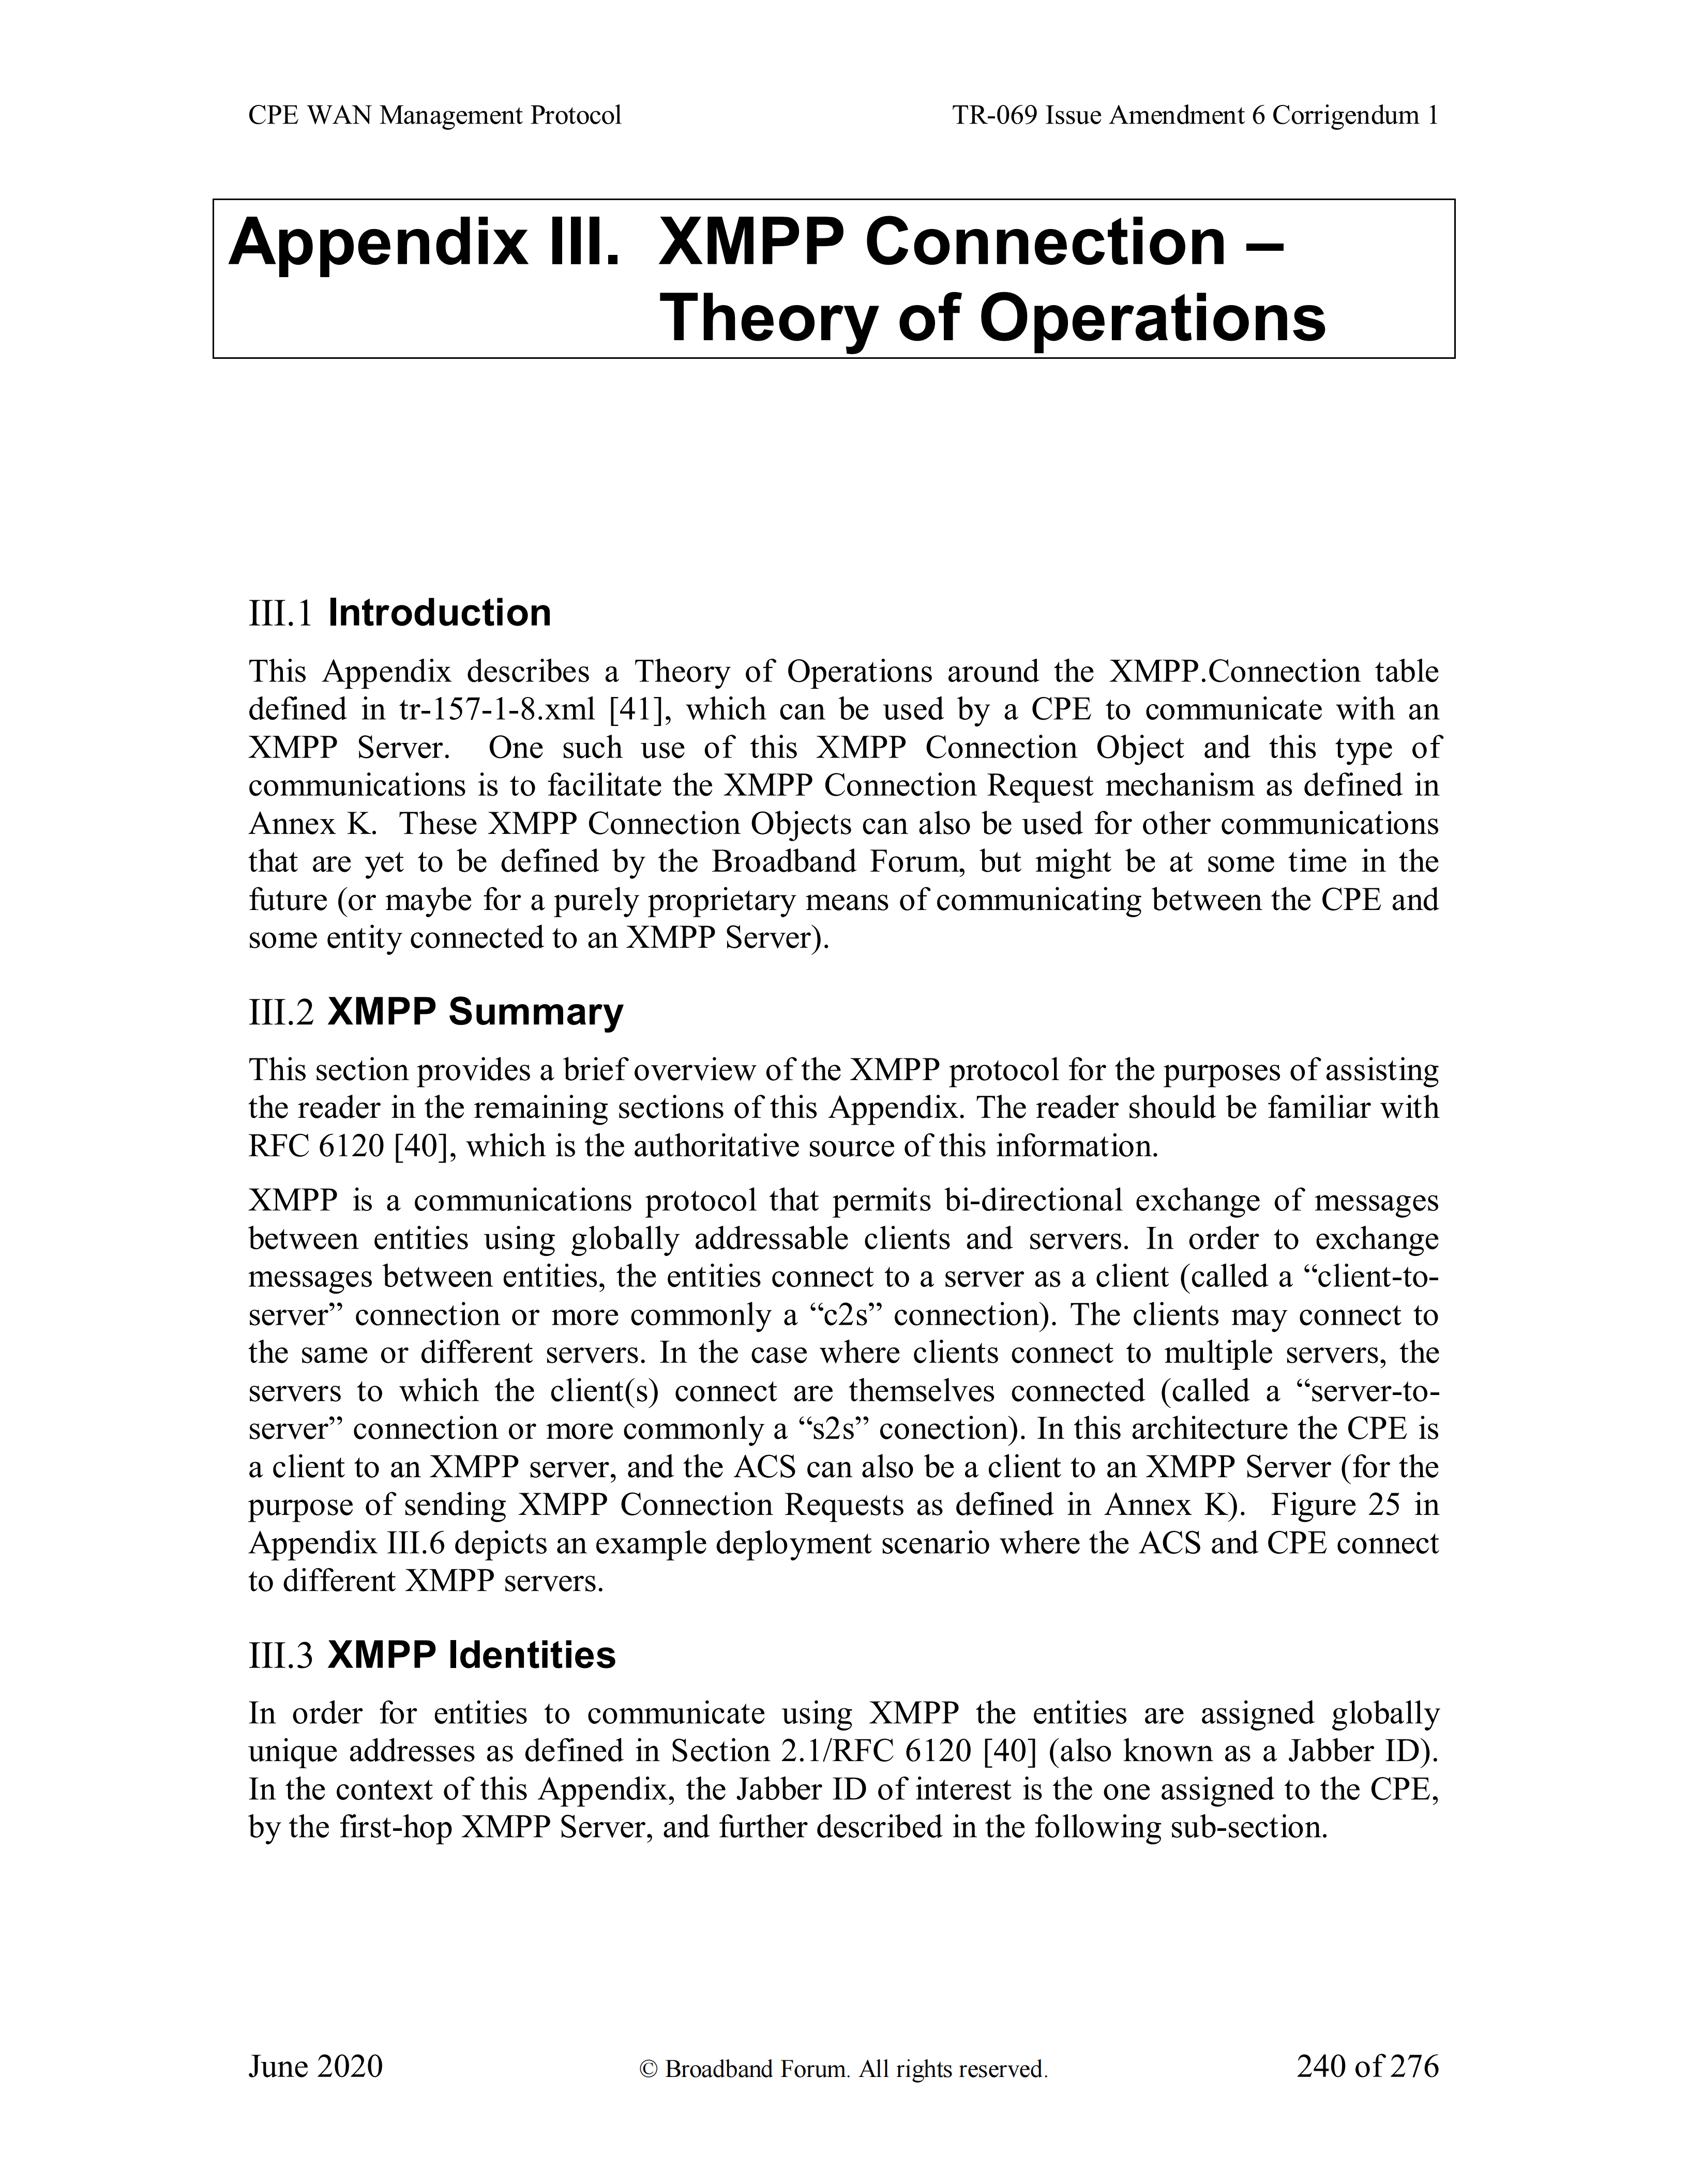 CPE WAN Management Protocol TR-069 Issue Amendment 6 Corrigendum 1
Appendix III. XMPP Connection –
Theory of Operations
III.1 Introduction
This Appendix describes a Theory of Operations around the XMPP.Connection table
defined in tr-157-1-8.xml [41], which can be used by a CPE to communicate with an
XMPP Server. One such use of this XMPP Connection Object and this type of
communications is to facilitate the XMPP Connection Request mechanism as defined in
Annex K. These XMPP Connection Objects can also be used for other communications
that are yet to be defined by the Broadband Forum, but might be at some time in the
future (or maybe for a purely proprietary means of communicating between the CPE and
some entity connected to an XMPP Server).
III.2 XMPP Summary
This section provides a brief overview of the XMPP protocol for the purposes of assisting
the reader in the remaining sections of this Appendix. The reader should be familiar with
RFC 6120 [40], which is the authoritative source of this information.
XMPP is a communications protocol that permits bi-directional exchange of messages
between entities using globally addressable clients and servers. In order to exchange
messages between entities, the entities connect to a server as a client (called a “client-to-
server” connection or more commonly a “c2s” connection). The clients may connect to
the same or different servers. In the case where clients connect to multiple servers, the
servers to which the client(s) connect are themselves connected (called a “server-to-
server” connection or more commonly a “s2s” conection). In this architecture the CPE is
a client to an XMPP server, and the ACS can also be a client to an XMPP Server (for the
purpose of sending XMPP Connection Requests as defined in Annex K). Figure 25 in
Appendix III.6 depicts an example deployment scenario where the ACS and CPE connect
to different XMPP servers.
III.3 XMPP Identities
In order for entities to communicate using XMPP the entities are assigned globally
unique addresses as defined in Section 2.1/RFC 6120 [40] (also known as a Jabber ID).
In the context of this Appendix, the Jabber ID of interest is the one assigned to the CPE,
by the first-hop XMPP Server, and further described in the following sub-section.
June 2020 © Broadband Forum. All rights reserved. 240 of 276